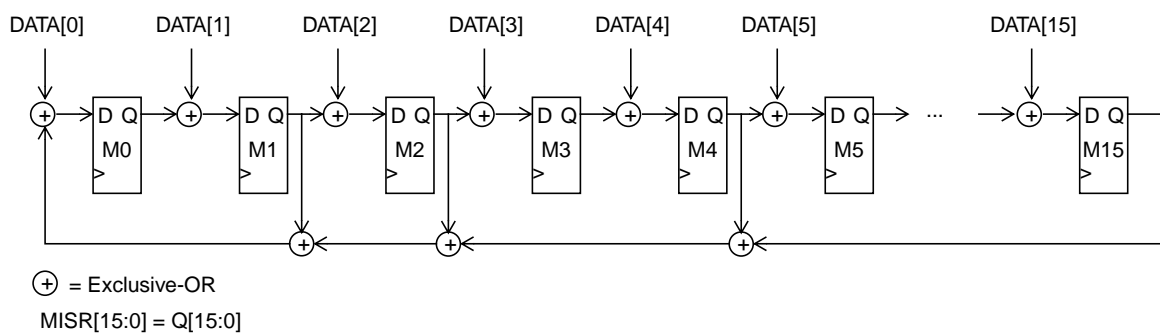 DATA[0] DATA[1] DATA[2] DATA[3] DATA[4] DATA[5] DATA[15]
+ + + + + + +
D Q D Q D Q D Q D Q D Q ... D Q
M0 M1 M2 M3 M4 M5 M15
> > > > > > >
+ + +
+ = Exclusive-OR
MISR[15:0] = Q[15:0]